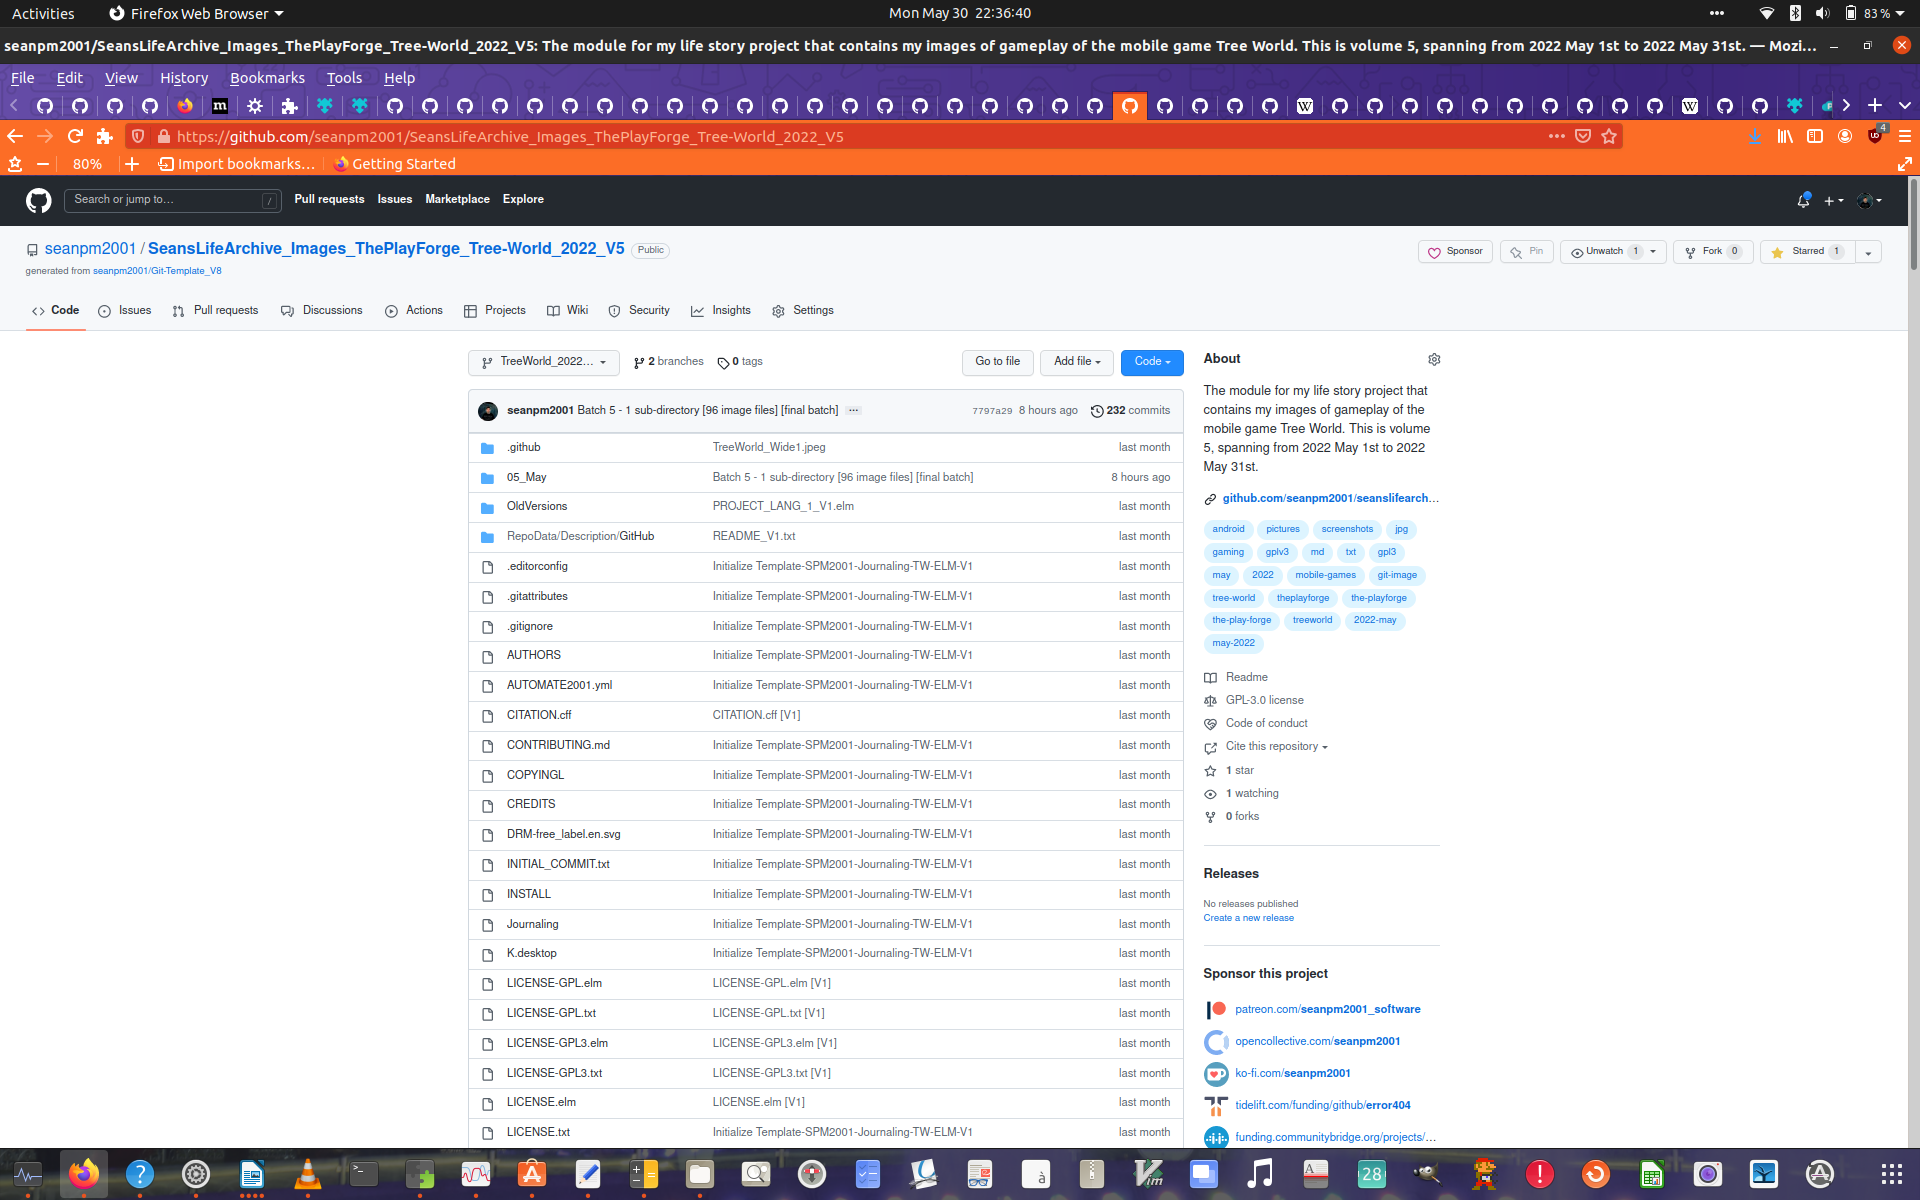 Activities Firefox Web Browser Mon May 30 22:36:40 83 %
seanpm2001/SeansLifeArchive_Images_ThePlayForge_Tree-World_2022_V5: The module for my life story project that contains my images of gameplay of the mobile game Tree World. This is volume 5, spanning from 2022 May 1st to 2022 May 31st. — Mozi…
File Edit View History Bookmarks Tools Help
https://github.com/seanpm2001/SeansLifeArchive_Images_ThePlayForge_Tree-World_2022_V5 4
80% Import bookmarks… Getting Started
Search or jump to… / Pull requests Issues Marketplace Explore
seanpm2001 / SeansLifeArchive_Images_ThePlayForge_Tree-World_2022_V5 Public Sponsor Pin Unwatch 1 Fork 0 Starred 1
generated from seanpm2001/Git-Template_V8
Code Issues Pull requests Discussions Actions Projects Wiki Security Insights Settings
TreeWorld_2022… 2 branches 0 tags Go to file Add file Code
seanpm2001 Batch 5 - 1 sub-directory [96 image files] [final batch] … 7797a29 8 hours ago 232 commits
.github TreeWorld_Wide1.jpeg last month
05_May Batch 5 - 1 sub-directory [96 image files] [final batch] 8 hours ago
OldVersions PROJECT_LANG_1_V1.elm last month
RepoData/Description/GitHub README_V1.txt last month
.editorconfig Initialize Template-SPM2001-Journaling-TW-ELM-V1 last month
.gitattributes Initialize Template-SPM2001-Journaling-TW-ELM-V1 last month
.gitignore Initialize Template-SPM2001-Journaling-TW-ELM-V1 last month
AUTHORS Initialize Template-SPM2001-Journaling-TW-ELM-V1 last month
AUTOMATE2001.yml Initialize Template-SPM2001-Journaling-TW-ELM-V1 last month
CITATION.cff CITATION.cff [V1] last month
CONTRIBUTING.md Initialize Template-SPM2001-Journaling-TW-ELM-V1 last month
COPYINGL Initialize Template-SPM2001-Journaling-TW-ELM-V1 last month
CREDITS Initialize Template-SPM2001-Journaling-TW-ELM-V1 last month
DRM-free_label.en.svg Initialize Template-SPM2001-Journaling-TW-ELM-V1 last month
INITIAL_COMMIT.txt Initialize Template-SPM2001-Journaling-TW-ELM-V1 last month
INSTALL Initialize Template-SPM2001-Journaling-TW-ELM-V1 last month
Journaling Initialize Template-SPM2001-Journaling-TW-ELM-V1 last month
K.desktop Initialize Template-SPM2001-Journaling-TW-ELM-V1 last month
LICENSE-GPL.elm LICENSE-GPL.elm [V1] last month
LICENSE-GPL.txt LICENSE-GPL.txt [V1] last month
LICENSE-GPL3.elm LICENSE-GPL3.elm [V1] last month
LICENSE-GPL3.txt LICENSE-GPL3.txt [V1] last month
LICENSE.elm LICENSE.elm [V1] last month
LICENSE.txt Initialize Template-SPM2001-Journaling-TW-ELM-V1 last month
About
The module for my life story project that
contains my images of gameplay of the
mobile game Tree World. This is volume
5, spanning from 2022 May 1st to 2022
May 31st.
github.com/seanpm2001/seanslifearch…
android pictures screenshots jpg
gaming gplv3 md txt gpl3
may 2022 mobile-games git-image
tree-world theplayforge the-playforge
the-play-forge treeworld 2022-may
may-2022
Readme
GPL-3.0 license
Code of conduct
Cite this repository
1 star
1 watching
0 forks
Releases
No releases published
Create a new release
Sponsor this project
patreon.com/seanpm2001_software
opencollective.com/seanpm2001
ko-fi.com/seanpm2001
tidelift.com/funding/github/error404
funding.communitybridge.org/projects/…
28